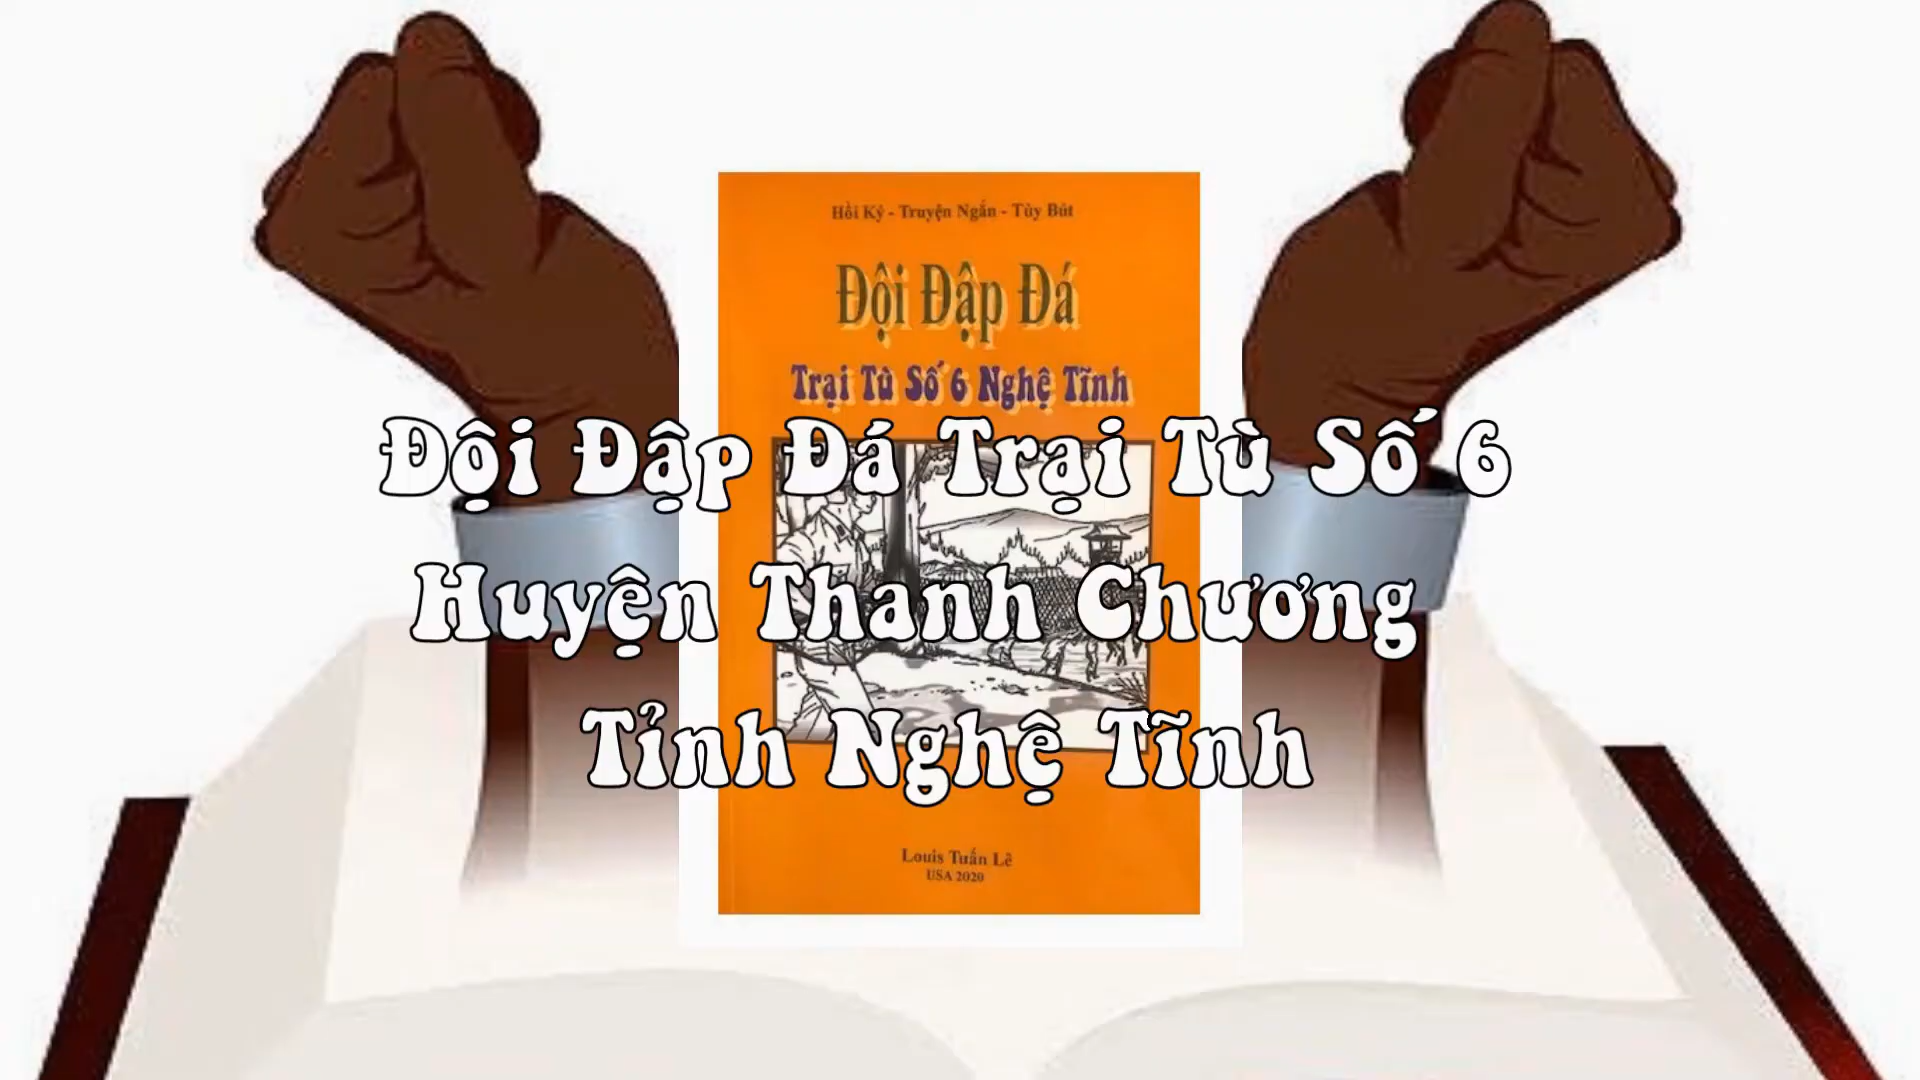 Hồi Ký - Truyện Ngắn - Tùy Bút
Đội Đập Đá
Trại Tù Số 6 Nghệ Tĩnh
Đội Đập Đá Trại Tù Số 6
Huyện Thanh Chương
Tỉnh Nghệ Tĩnh
Louis Tuấn Lê
USA 2020